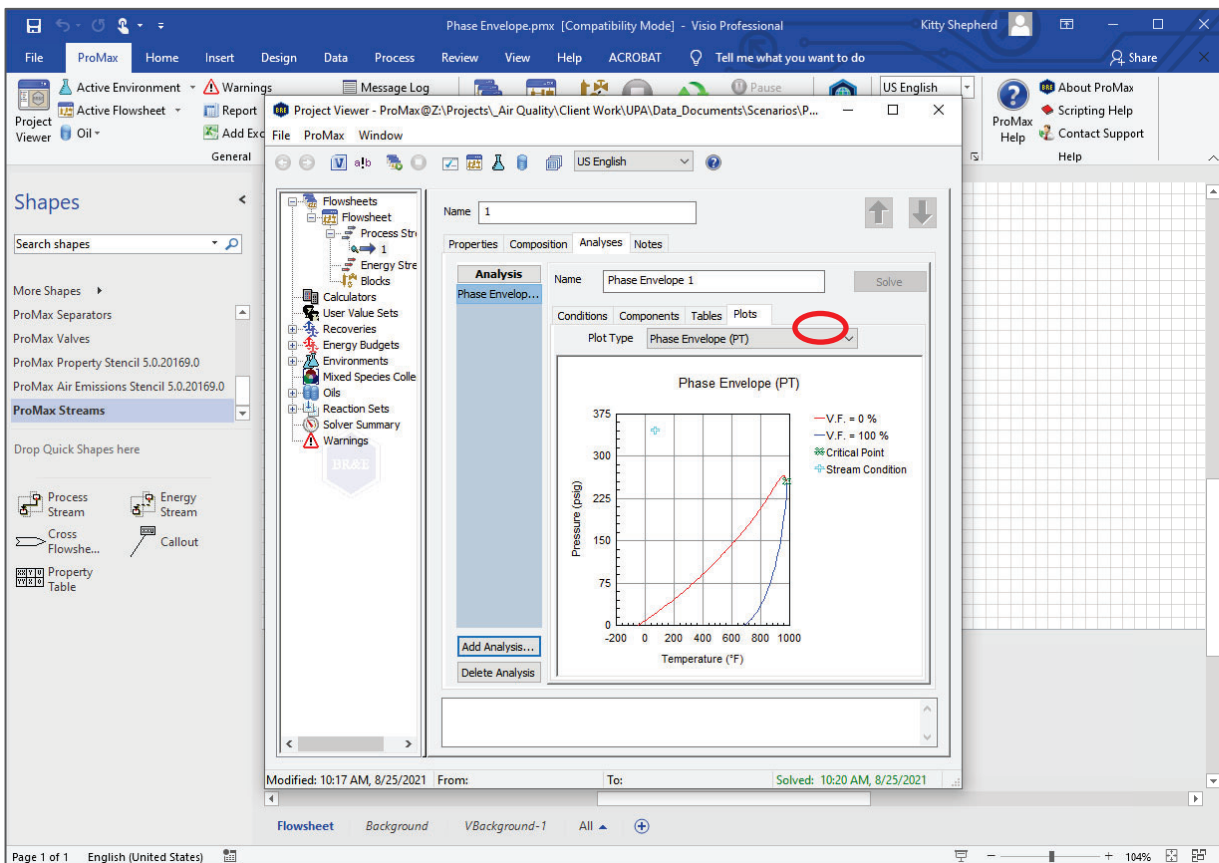 Phase Envelope.pmx [Compatibility Mode] - Visio Professional
Kitty Shepherd
File ProMax Home Insert Design Data Process Review View Help ACROBAT Tell me what you want to do
Share
Project Viewer
Active Environment
Active Flowsheet
Oil
Warnings
Report
Add Exc
Message Log
General
Pause
US English
ProMax Help
BRE
About ProMax
Scripting Help
Contact Support
Help
Shapes
Search shapes
More Shapes
ProMax Separators
ProMax Valves
ProMax Property Stencil 5.0.20169.0
ProMax Air Emissions Stencil 5.0.20169.0
ProMax Streams
Drop Quick Shapes here
Process Stream
Energy Stream
Cross Flowshe...
Callout
Property Table
Project Viewer - ProMax@Z:\Projects\_Air Quality\Client Work\UPA\Data_Documents\Scenarios\P...
File ProMax Window
US English
Flowsheets
Flowsheet
Process Stre
1
Energy Stre
Blocks
Calculators
User Value Sets
Recoveries
Energy Budgets
Environments
Mixed Species Colle
Oils
Reaction Sets
Solver Summary
Warnings
BR&E
Name 1
Properties Composition Analyses Notes
Analysis
Phase Envelop...
Add Analysis...
Delete Analysis
Name Phase Envelope 1
Solve
Conditions Components Tables Plots
Plot Type Phase Envelope (PT)
Phase Envelope (PT)
Pressure (psig)
375
300
225
150
75
0
-200 0 200 400 600 800 1000
Temperature (°F)
V.F. = 0 %
V.F. = 100 %
Critical Point
Stream Condition
Modified: 10:17 AM, 8/25/2021
From:
To:
Solved: 10:20 AM, 8/25/2021
Flowsheet Background VBackground-1 All
Page 1 of 1 English (United States)
104%